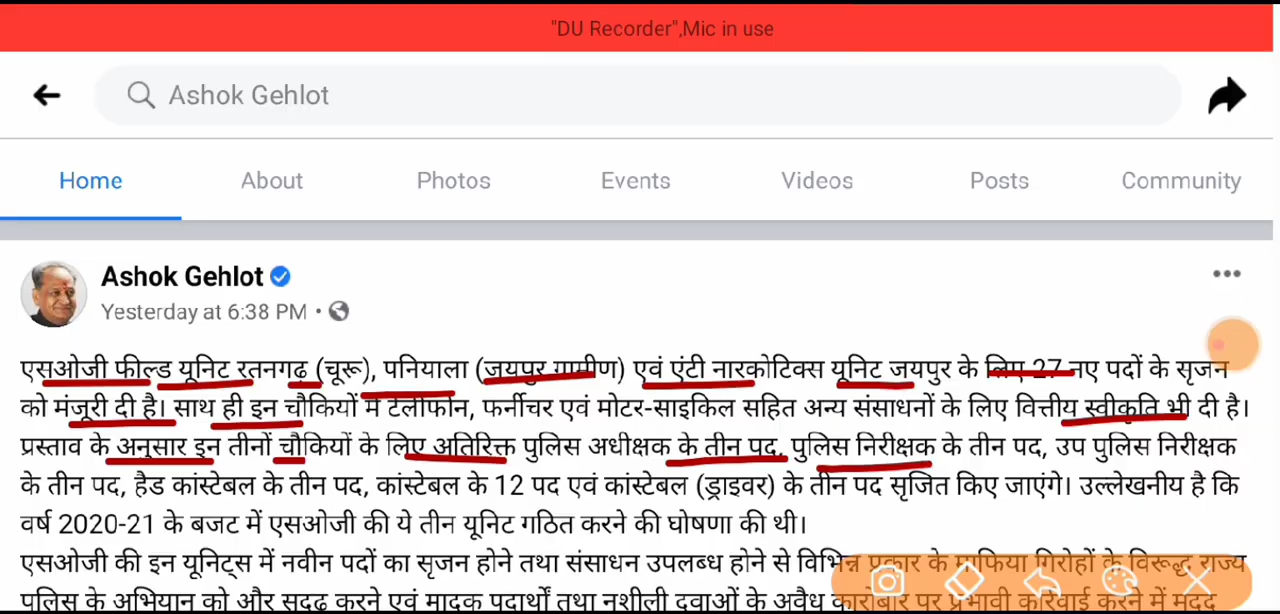 "DU Recorder",Mic in use
Ashok Gehlot
Home About Photos Events Videos Posts Community
Ashok Gehlot
Yesterday at 6:38 PM •
एसओजी फील्ड यूनिट रतनगढ़ (चूरू), पनियाला (जयपुर ग्रामीण) एवं एंटी नारकोटिक्स यूनिट जयपुर के लिए 27 नए पदों के सृजन
को मंजूरी दी है। साथ ही इन चौकियों में टेलीफोन, फर्नीचर एवं मोटर-साइकिल सहित अन्य संसाधनों के लिए वित्तीय स्वीकृति भी दी है।
प्रस्ताव के अनुसार इन तीनों चौकियों के लिए अतिरिक्त पुलिस अधीक्षक के तीन पद, पुलिस निरीक्षक के तीन पद, उप पुलिस निरीक्षक
के तीन पद, हैड कांस्टेबल के तीन पद, कांस्टेबल के 12 पद एवं कांस्टेबल (ड्राइवर) के तीन पद सृजित किए जाएंगे। उल्लेखनीय है कि
वर्ष 2020-21 के बजट में एसओजी की ये तीन यूनिट गठित करने की घोषणा की थी।
एसओजी की इन यूनिट्स में नवीन पदों का सृजन होने तथा संसाधन उपलब्ध होने से विभिन्न प्रकार के माफिया गिरोहों के विरूद्ध राज्य
पुलिस के अभियान को और सुदृढ़ करने एवं मादक पदार्थों तथा नशीली दवाओं के अवैध कारोबार पर प्रभावी कार्रवाई करने में मदद